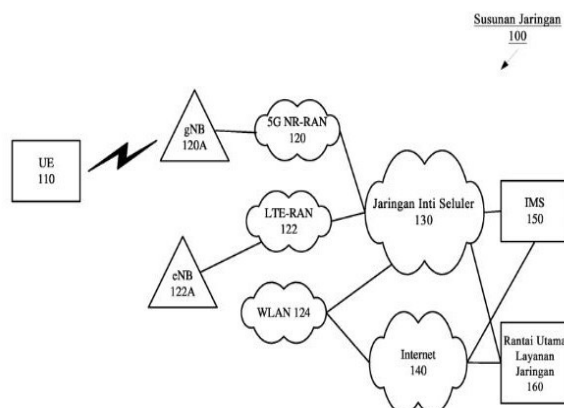 Susunan Jaringan
100
UE
110
gNB
120A
5G NR-RAN
120
LTE-RAN
122
eNB
122A
WLAN 124
Jaringan Inti Seluler
130
Internet
140
IMS
150
Rantai Utama
Layanan
Jaringan
160